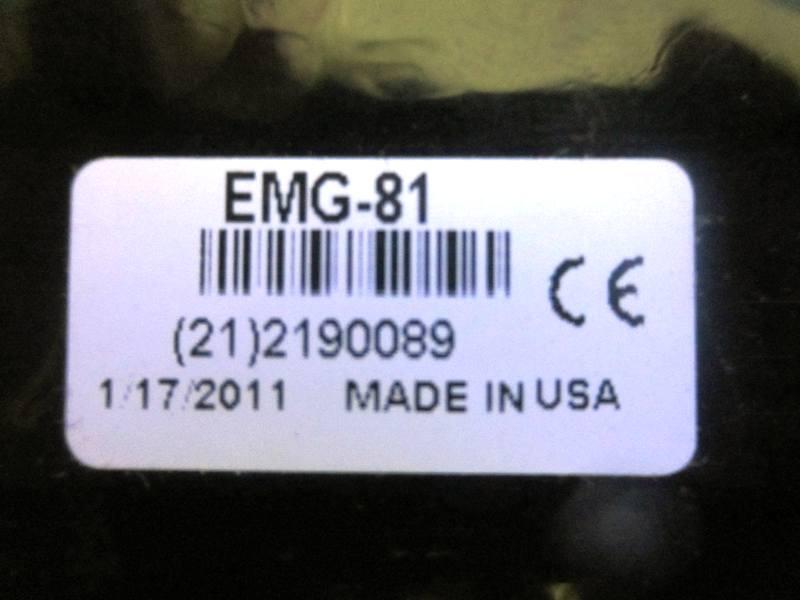 EMG-81
CE
(21)2190089
1/17/2011 MADE IN USA